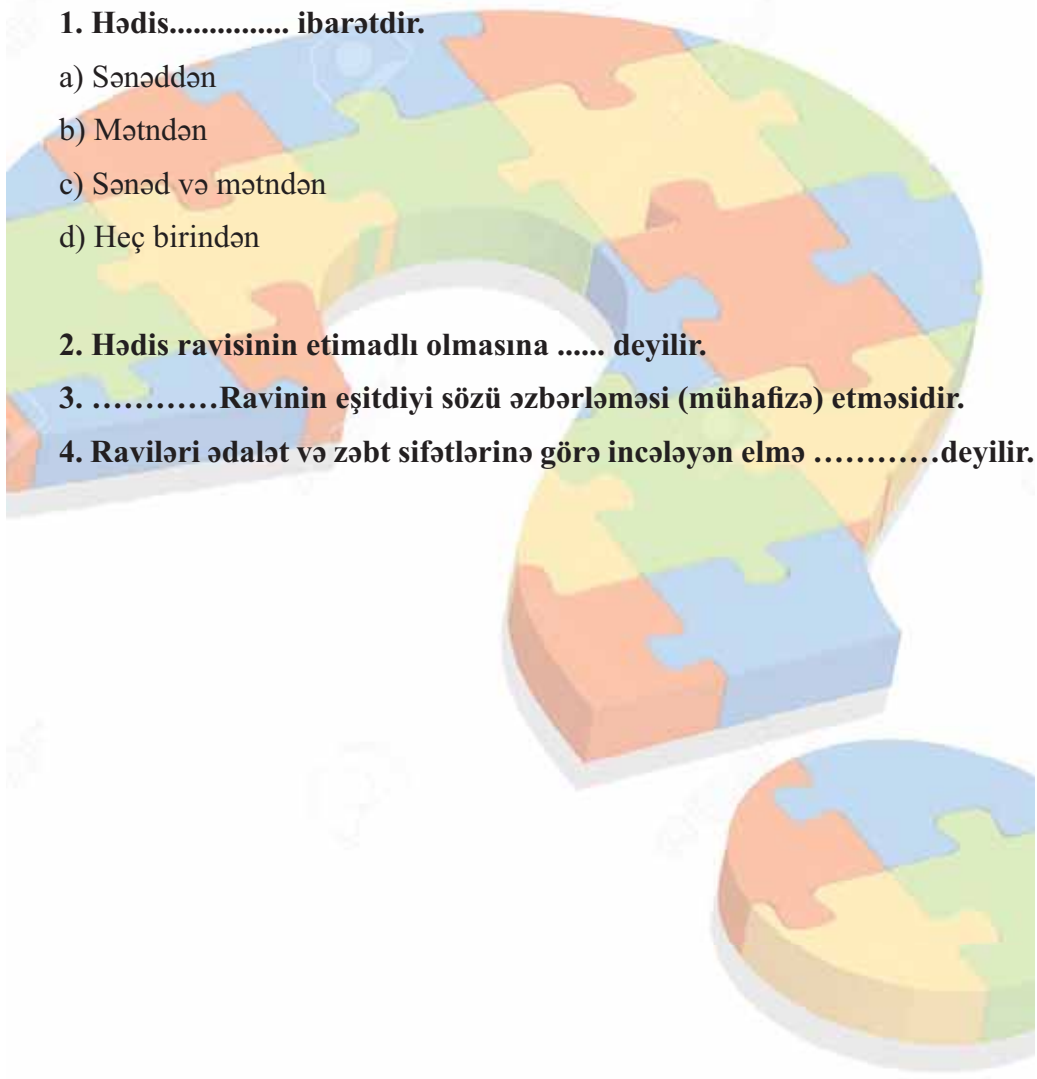 1. Hədis............... ibarətdir.
a) Sənəddən
b) Mətndən
c) Sənəd və mətndən
d) Heç birindən
2. Hədis ravisinin etimadlı olmasına ...... deyilir.
3. …………Ravinin eşitdiyi sözü əzbərləməsi (mühafizə) etməsidir.
4. Raviləri ədalət və zəbt sifətlərinə görə incələyən elmə …………deyilir.